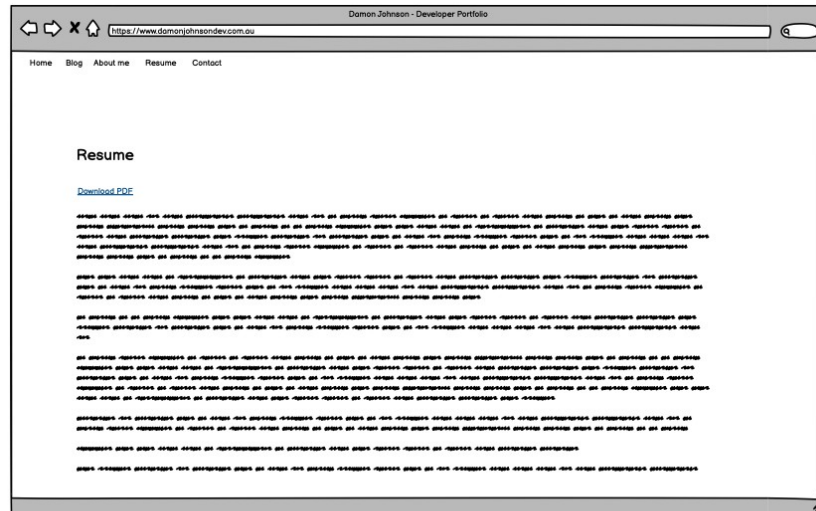 Damon Johnson - Developer Portfolio
https://www.damonjohnsondev.com.au
Home Blog About me Resume Contact
Resume
Download PDF